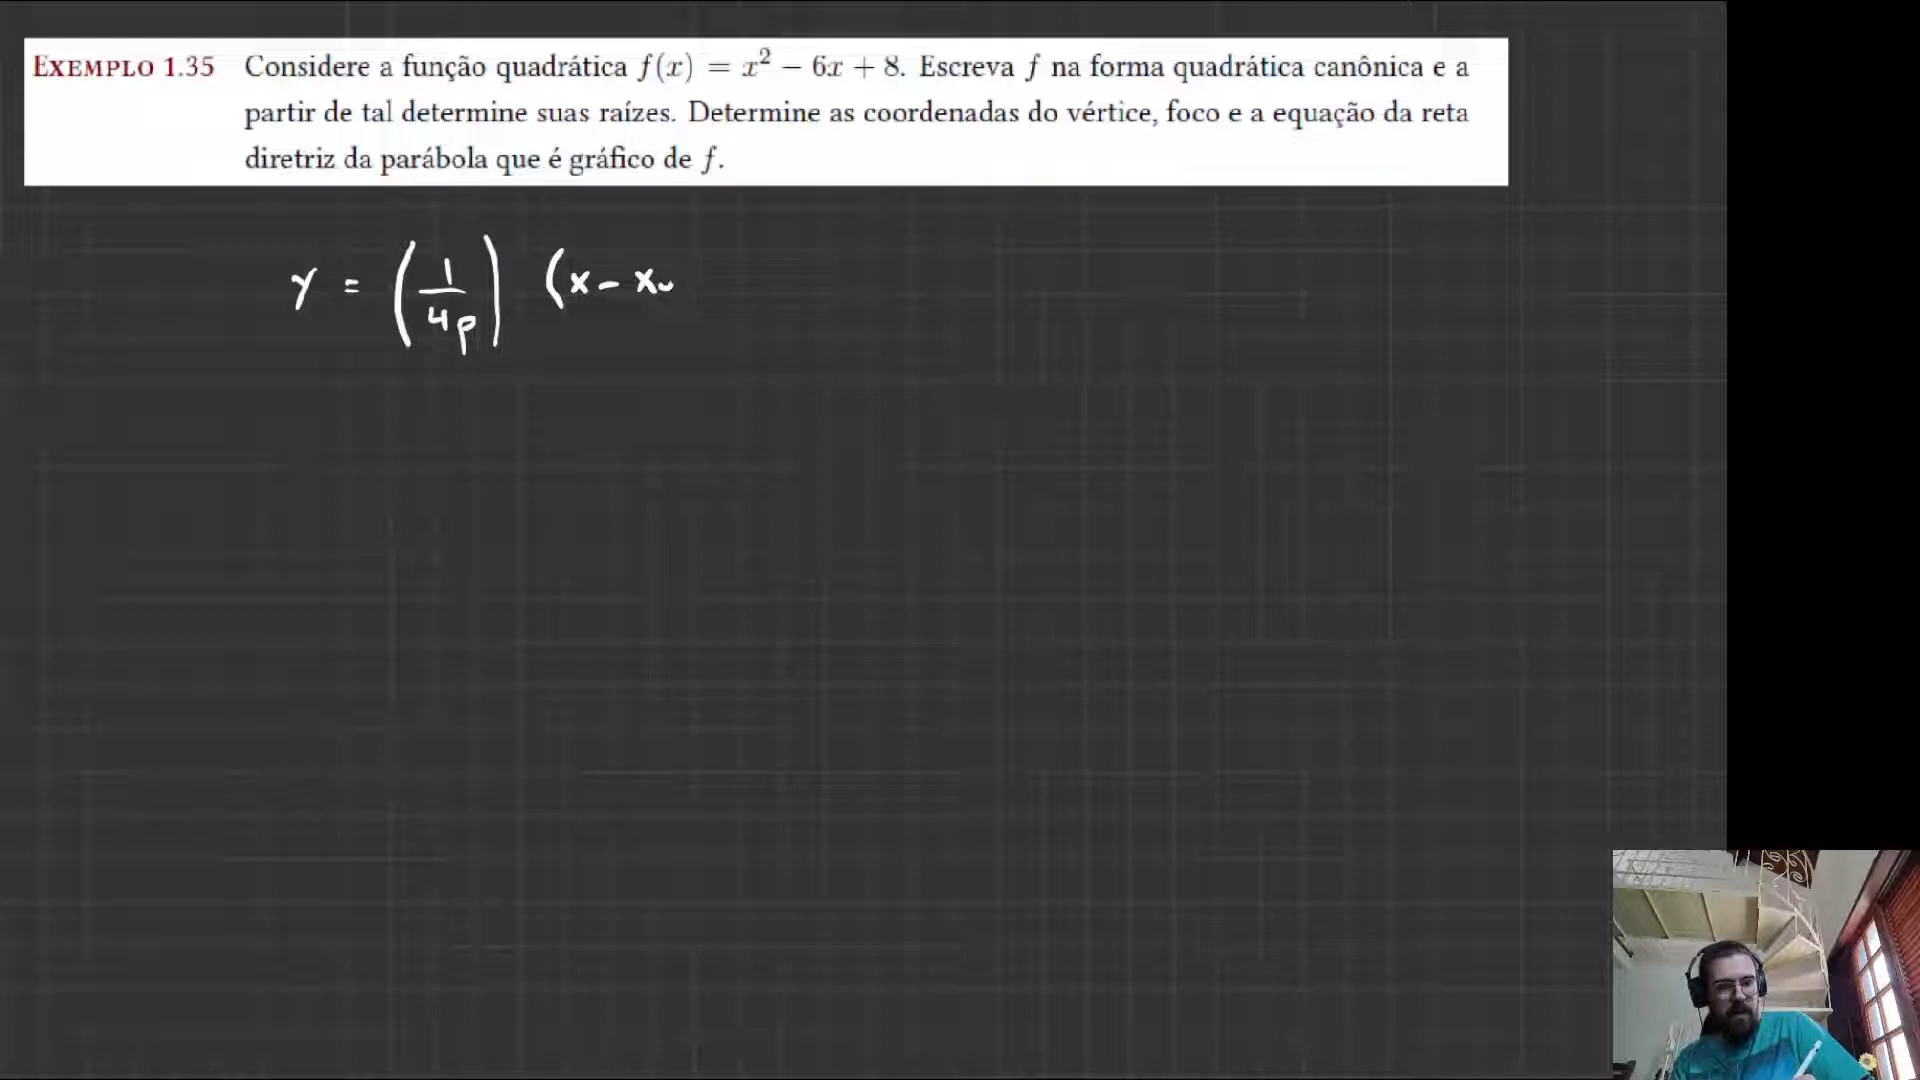 EXEMPLO 1.35 Considere a função quadrática f(x) = x² − 6x + 8. Escreva f na forma quadrática canônica e a
partir de tal determine suas raízes. Determine as coordenadas do vértice, foco e a equação da reta
diretriz da parábola que é gráfico de f.
y = (1/4p) (x - xv